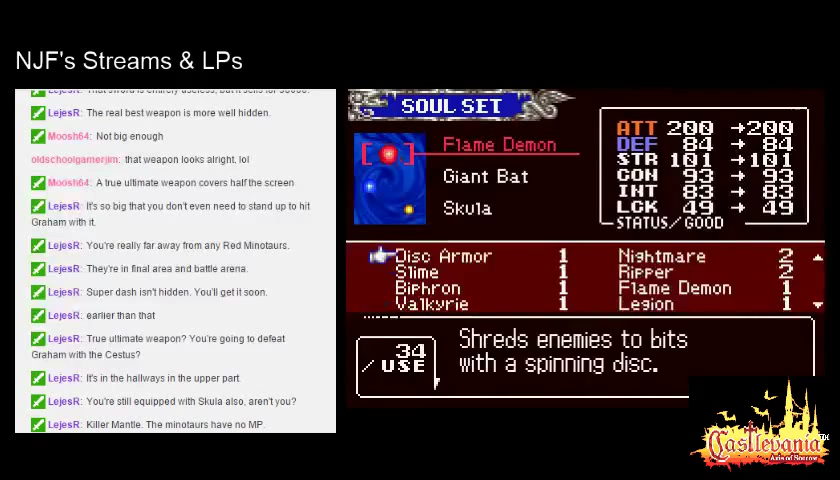 NJF's Streams & LPs
LejesR: The real best weapon is more well hidden.
Moosh64: Not big enough
oldschoolgamerjim: that weapon looks alright, lol
Moosh64: A true ultimate weapon covers half the screen
LejesR: It's so big that you don't even need to stand up to hit
Graham with it.
LejesR: You're really far away from any Red Minotaurs.
LejesR: They're in final area and battle arena.
LejesR: Super dash isn't hidden. You'll get it soon.
LejesR: earlier than that
LejesR: True ultimate weapon? You're going to defeat
Graham with the Cestus?
LejesR: It's in the hallways in the upper part.
LejesR: You're still equipped with Skula also, aren't you?
LejesR: Killer Mantle. The minotaurs have no MP.
SOUL SET
Flame Demon
Giant Bat
Skula
ATT 200 →200
DEF 84 → 84
STR 101 →101
CON 93 → 93
INT 83 → 83
LCK 49 → 49
STATUS/GOOD
Disc Armor 1 Nightmare 2
Slime 1 Ripper 2
Biphron 1 Flame Demon 1
Valkyrie 1 Legion 1
34
/USE
Shreds enemies to bits
with a spinning disc.
Castlevania TM
Aria of Sorrow